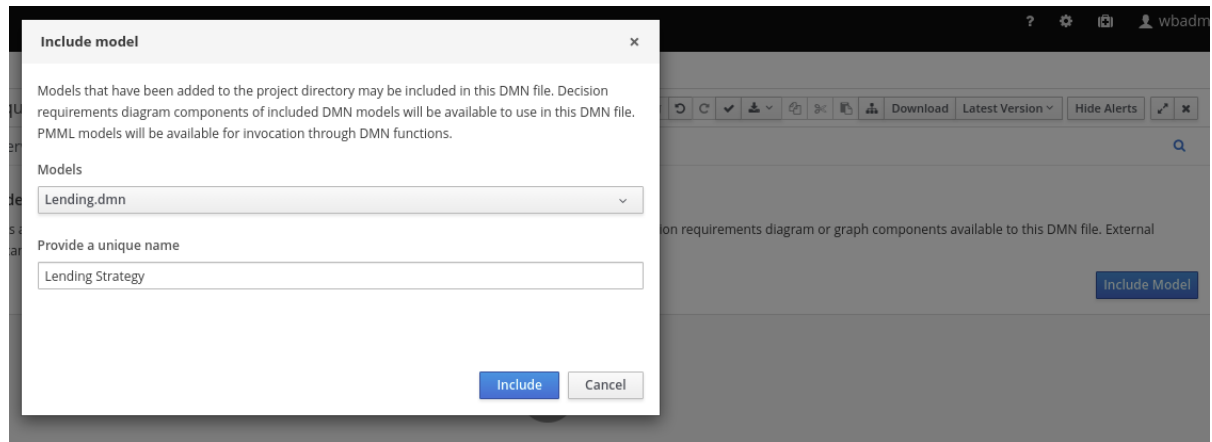 ? wbadm
Include model ×
Models that have been added to the project directory may be included in this DMN file. Decision
requirements diagram components of included DMN models will be available to use in this DMN file.
PMML models will be available for invocation through DMN functions.
Download Latest Version Hide Alerts
Models
Lending.dmn
ion requirements diagram or graph components available to this DMN file. External
Provide a unique name
Lending Strategy
Include Model
Include Cancel